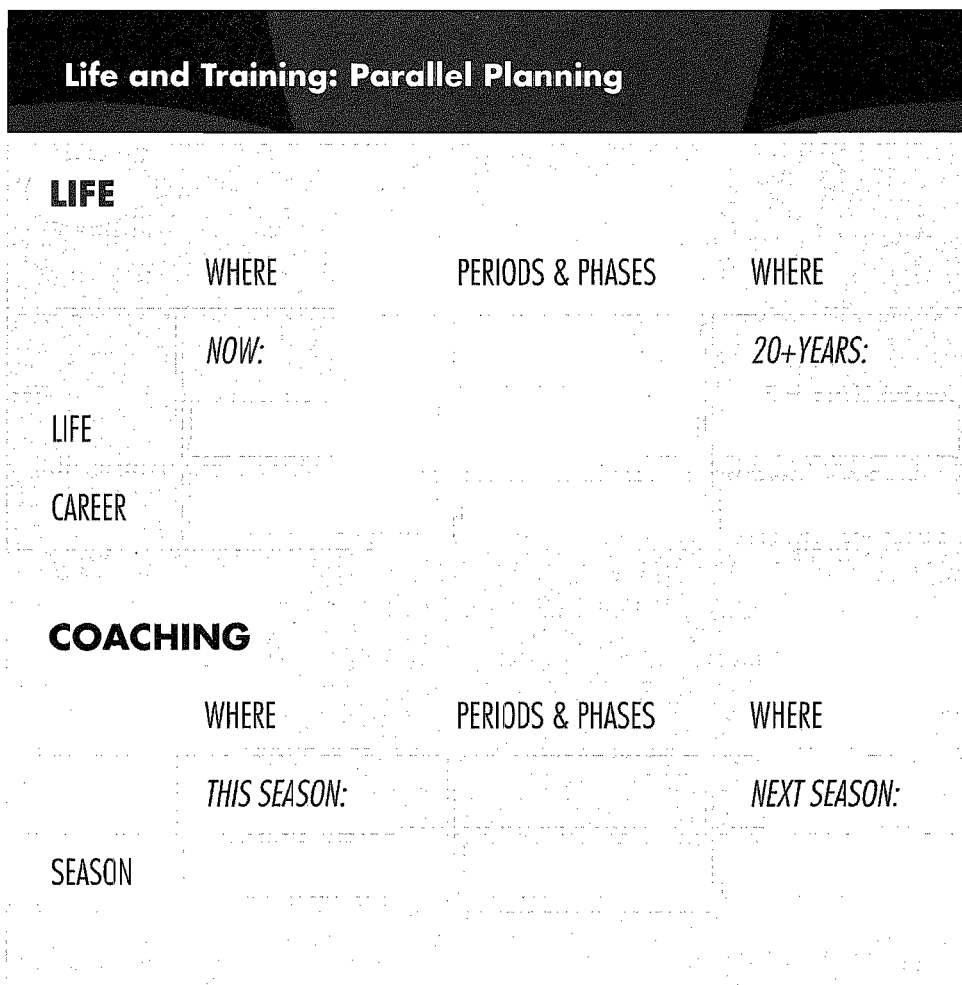 Life and Training: Parallel Planning
LIFE
WHERE PERIODS & PHASES WHERE
NOW: 20+YEARS:
LIFE
CAREER
COACHING
WHERE PERIODS & PHASES WHERE
THIS SEASON: NEXT SEASON:
SEASON